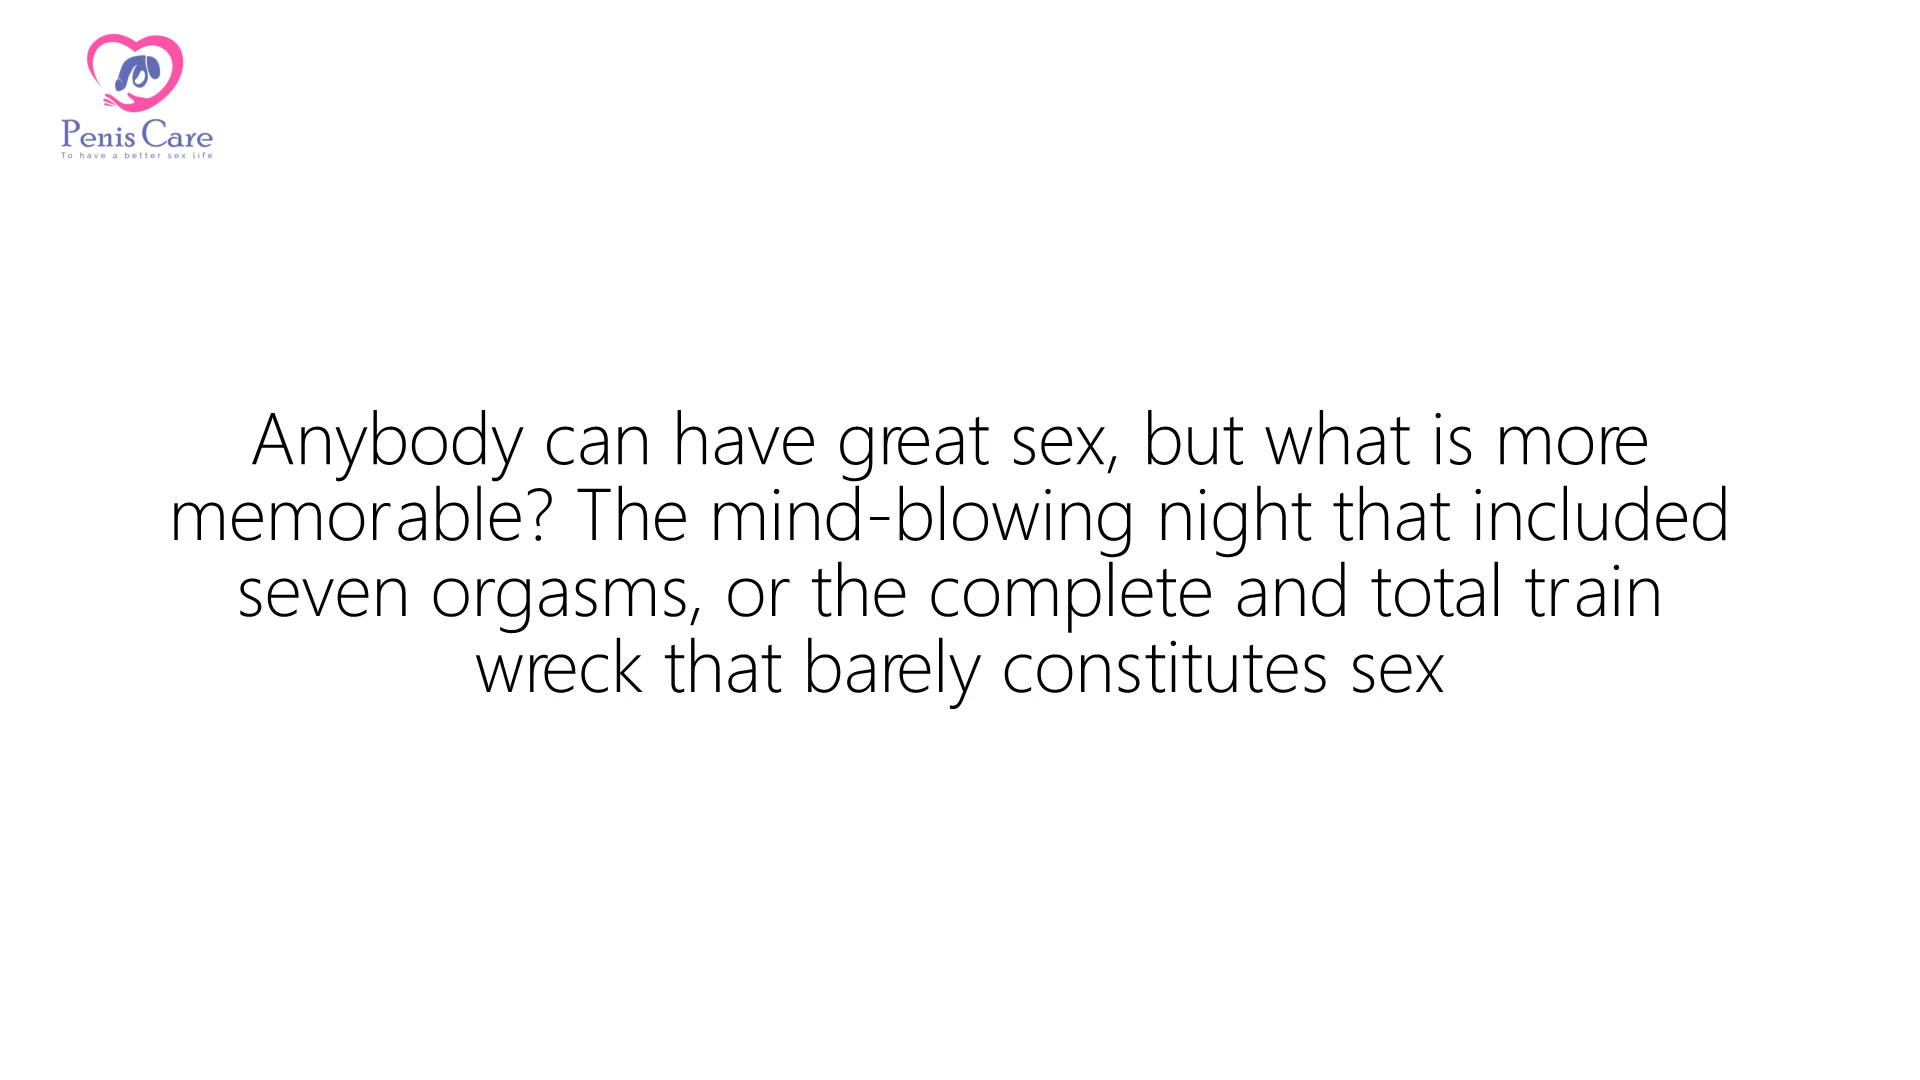 Penis Care
To have a better sex life
Anybody can have great sex, but what is more
memorable? The mind-blowing night that included
seven orgasms, or the complete and total train
wreck that barely constitutes sex